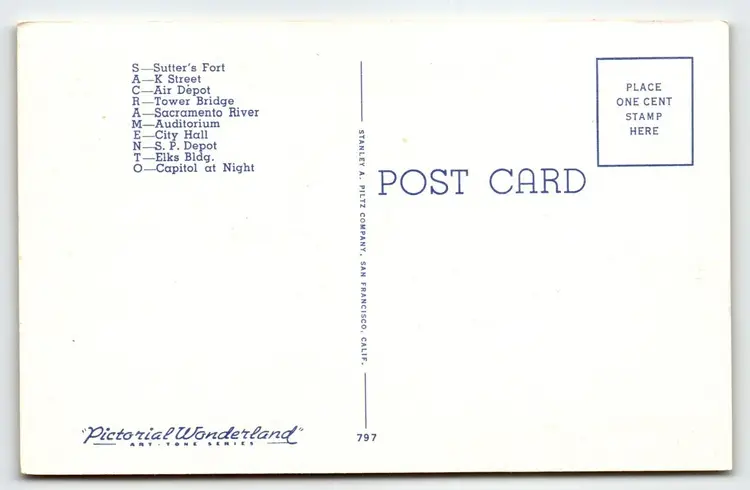 S—Sutter's Fort
A—K Street
C—Air Depot
R—Tower Bridge
A—Sacramento River
M—Auditorium
E—City Hall
N—S. P. Depot
T—Elks Bldg.
O—Capitol at Night
"Pictorial Wonderland"
ART-TONE SERIES
STANLEY A. PILTZ COMPANY, SAN FRANCISCO, CALIF.
797
POST CARD
PLACE
ONE CENT
STAMP
HERE